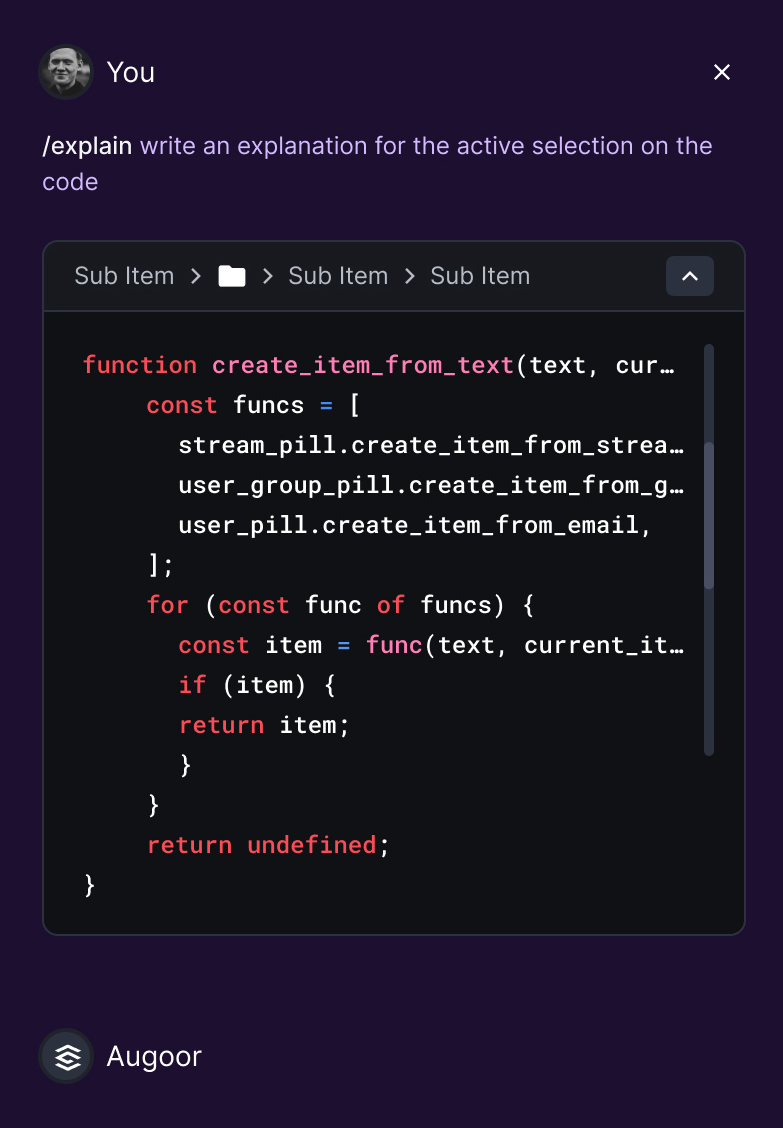 You
/explain write an explanation for the active selection on the
code
Sub Item > > Sub Item > Sub Item
function create_item_from_text(text, cur…
const funcs = [
stream_pill.create_item_from_strea…
user_group_pill.create_item_from_g…
user_pill.create_item_from_email,
];
for (const func of funcs) {
const item = func(text, current_it…
if (item) {
return item;
}
}
return undefined;
}
Augoor